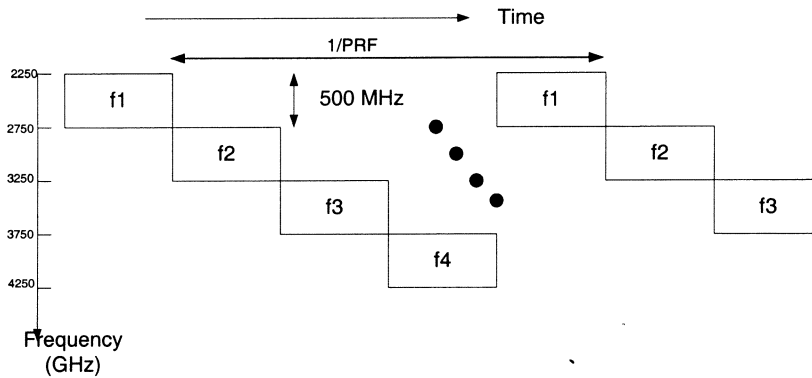 Time
1/PRF
2250
f1
500 MHz
f1
2750
f2
f2
3250
f3
f3
3750
f4
4250
Frequency
(GHz)